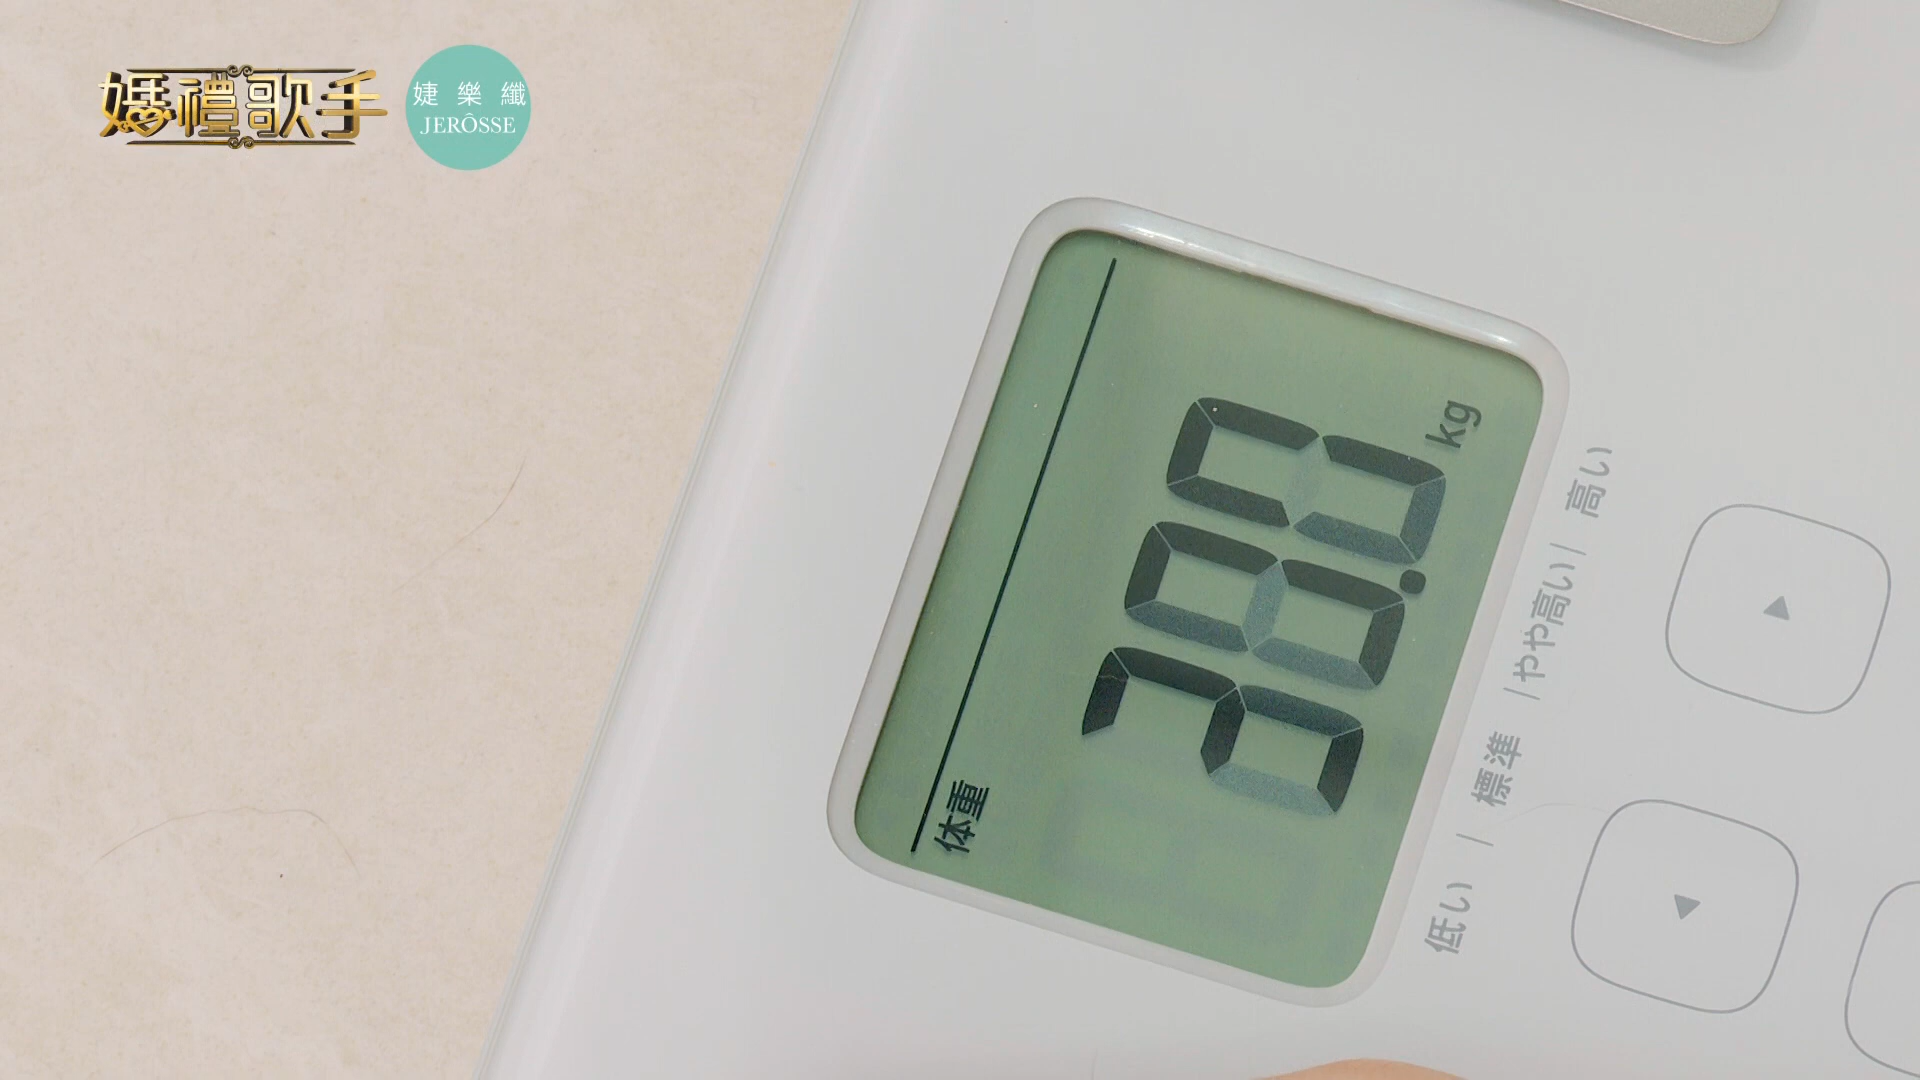 媽禮歌手
婕樂纖
JERÔSSE
体重
kg
低い | 標準 | やや高い | 高い